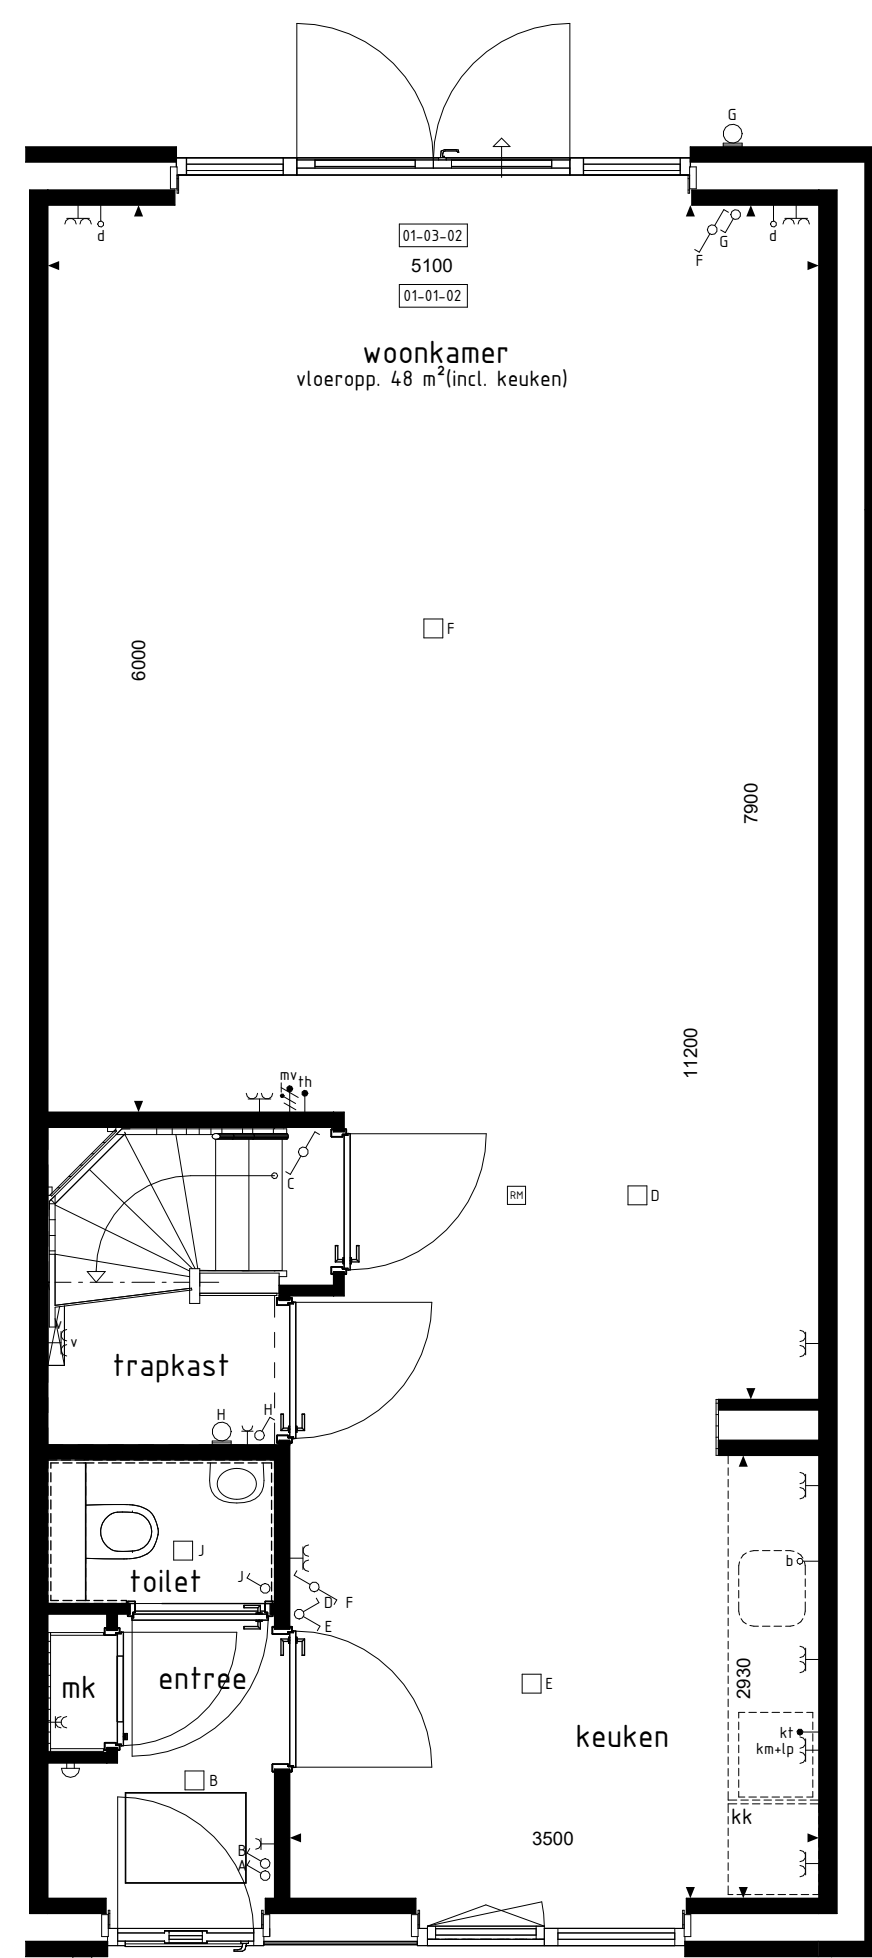 G
d
G
d
F
01-03-02
5100
01-01-02
woonkamer
vloeropp. 48 m²(incl. keuken)
F
6000
7900
11200
mv
th
C
RM
D
v
v
trapkast
H
H
J
toilet
J
b
D
F
E
mk
entree
E
2930
keuken
kt
km+lp
B
kk
B
A
3500